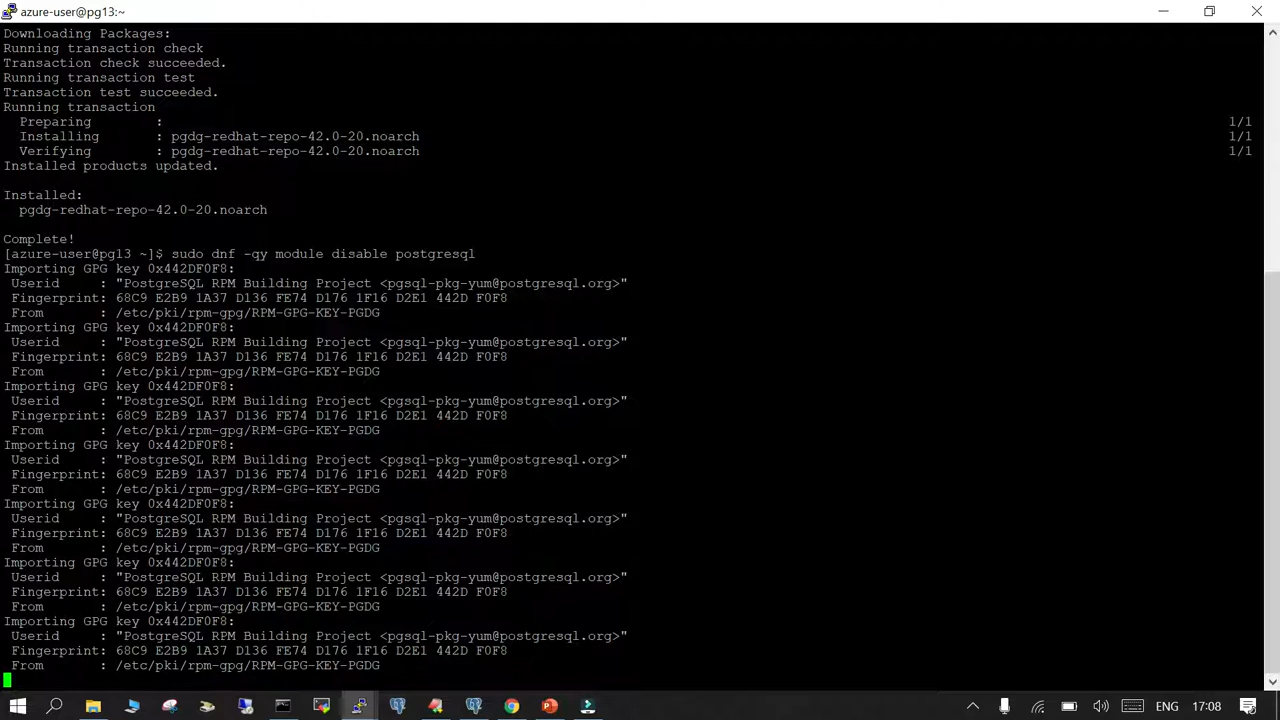 azure-user@pg13:~
Downloading Packages:
Running transaction check
Transaction check succeeded.
Running transaction test
Transaction test succeeded.
Running transaction
  Preparing        :                                                        1/1
  Installing       : pgdg-redhat-repo-42.0-20.noarch                        1/1
  Verifying        : pgdg-redhat-repo-42.0-20.noarch                        1/1
Installed products updated.
Installed:
  pgdg-redhat-repo-42.0-20.noarch
Complete!
[azure-user@pg13 ~]$ sudo dnf -qy module disable postgresql
Importing GPG key 0x442DF0F8:
 Userid     : "PostgreSQL RPM Building Project <pgsql-pkg-yum@postgresql.org>"
 Fingerprint: 68C9 E2B9 1A37 D136 FE74 D176 1F16 D2E1 442D F0F8
 From       : /etc/pki/rpm-gpg/RPM-GPG-KEY-PGDG
Importing GPG key 0x442DF0F8:
 Userid     : "PostgreSQL RPM Building Project <pgsql-pkg-yum@postgresql.org>"
 Fingerprint: 68C9 E2B9 1A37 D136 FE74 D176 1F16 D2E1 442D F0F8
 From       : /etc/pki/rpm-gpg/RPM-GPG-KEY-PGDG
Importing GPG key 0x442DF0F8:
 Userid     : "PostgreSQL RPM Building Project <pgsql-pkg-yum@postgresql.org>"
 Fingerprint: 68C9 E2B9 1A37 D136 FE74 D176 1F16 D2E1 442D F0F8
 From       : /etc/pki/rpm-gpg/RPM-GPG-KEY-PGDG
Importing GPG key 0x442DF0F8:
 Userid     : "PostgreSQL RPM Building Project <pgsql-pkg-yum@postgresql.org>"
 Fingerprint: 68C9 E2B9 1A37 D136 FE74 D176 1F16 D2E1 442D F0F8
 From       : /etc/pki/rpm-gpg/RPM-GPG-KEY-PGDG
Importing GPG key 0x442DF0F8:
 Userid     : "PostgreSQL RPM Building Project <pgsql-pkg-yum@postgresql.org>"
 Fingerprint: 68C9 E2B9 1A37 D136 FE74 D176 1F16 D2E1 442D F0F8
 From       : /etc/pki/rpm-gpg/RPM-GPG-KEY-PGDG
Importing GPG key 0x442DF0F8:
 Userid     : "PostgreSQL RPM Building Project <pgsql-pkg-yum@postgresql.org>"
 Fingerprint: 68C9 E2B9 1A37 D136 FE74 D176 1F16 D2E1 442D F0F8
 From       : /etc/pki/rpm-gpg/RPM-GPG-KEY-PGDG
Importing GPG key 0x442DF0F8:
 Userid     : "PostgreSQL RPM Building Project <pgsql-pkg-yum@postgresql.org>"
 Fingerprint: 68C9 E2B9 1A37 D136 FE74 D176 1F16 D2E1 442D F0F8
 From       : /etc/pki/rpm-gpg/RPM-GPG-KEY-PGDG
ENG 17:08